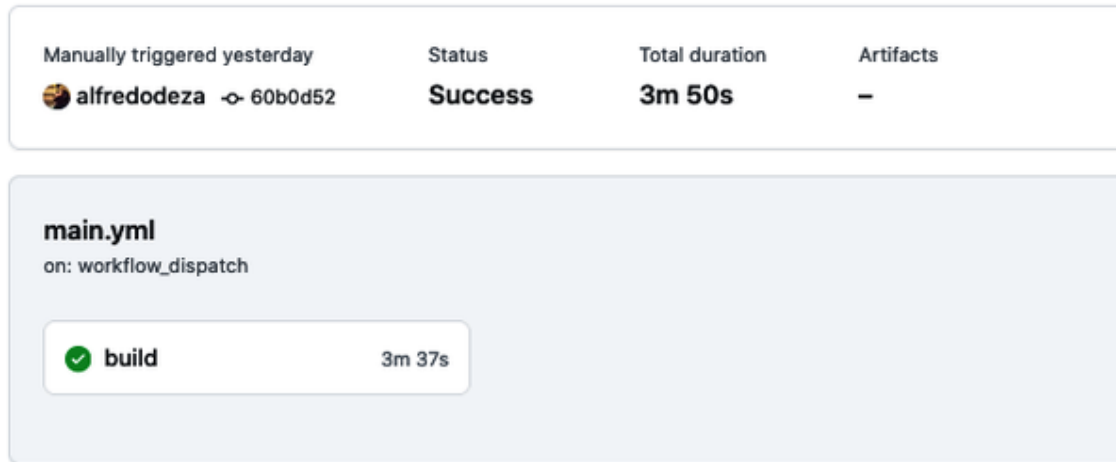 Manually triggered yesterday
alfredodeza 60b0d52
Status
Success
Total duration
3m 50s
Artifacts
–
main.yml
on: workflow_dispatch
build 3m 37s